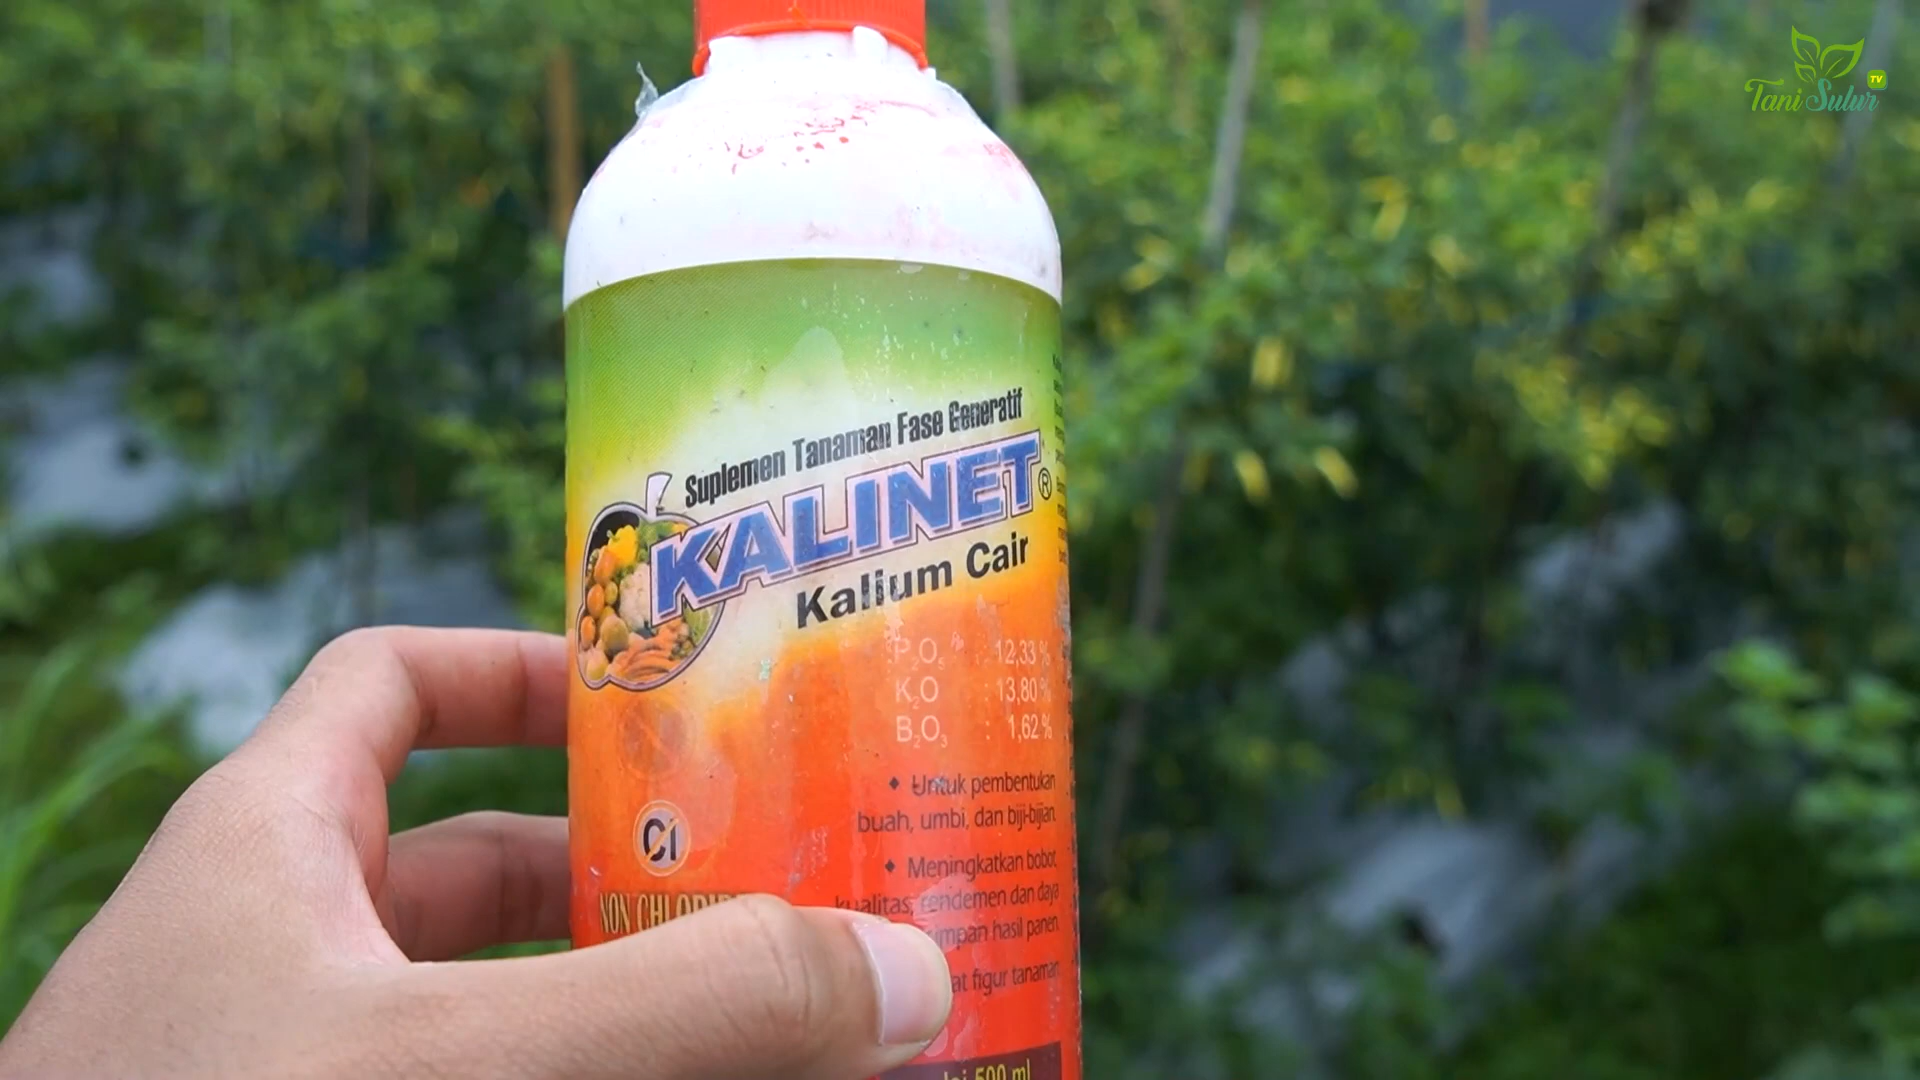 Tani Sulur TV
Suplemen Tanaman Fase Generatif
KALINET®
Kalium Cair
P2O5 : 12,33 %
K2O : 13,80 %
B2O3 : 1,62 %
Cl
♦ Untuk pembentukan
buah, umbi, dan biji-bijian.
♦ Meningkatkan bobot,
kualitas, rendemen dan daya
simpan hasil panen.
figur tanaman
NON
500 ml